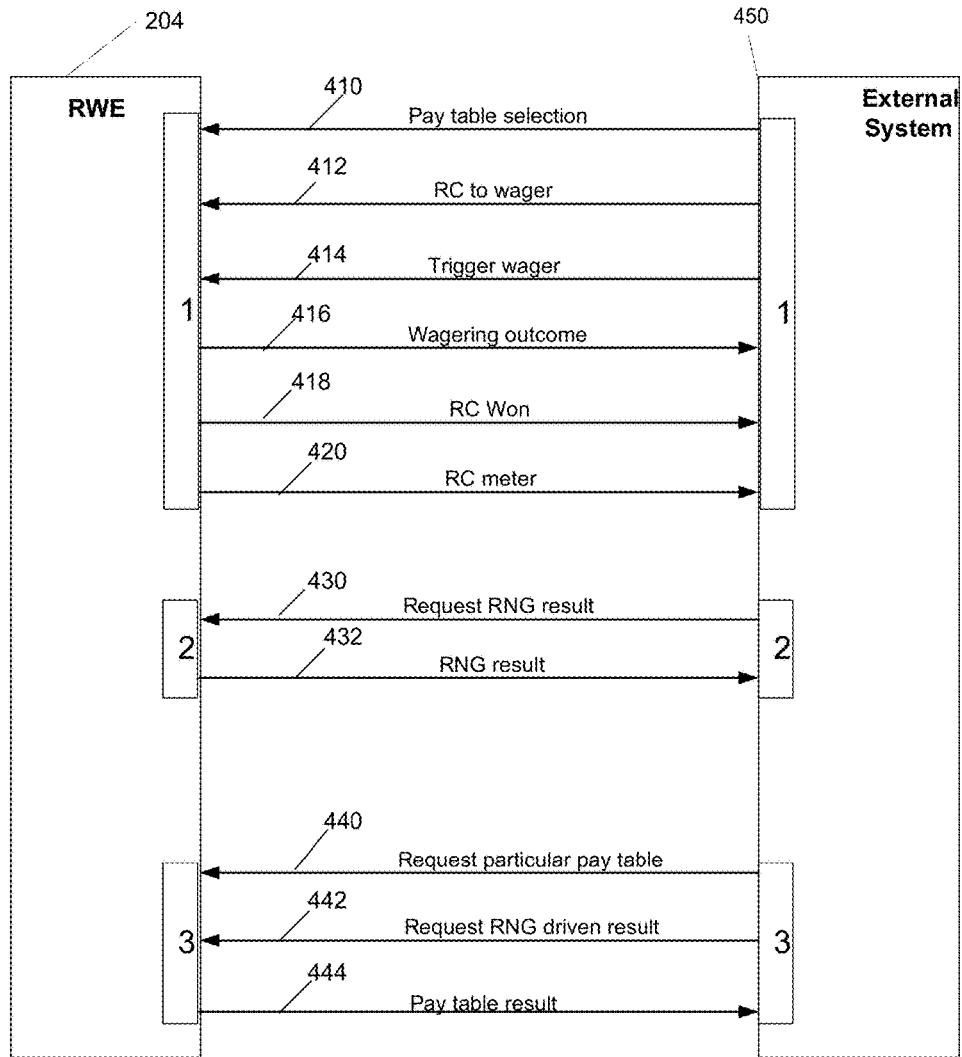 204
450
RWE
External
System
410
Pay table selection
412
RC to wager
414
Trigger wager
1
1
416
Wagering outcome
418
RC Won
420
RC meter
430
Request RNG result
2
2
432
RNG result
440
Request particular pay table
442
Request RNG driven result
3
3
444
Pay table result